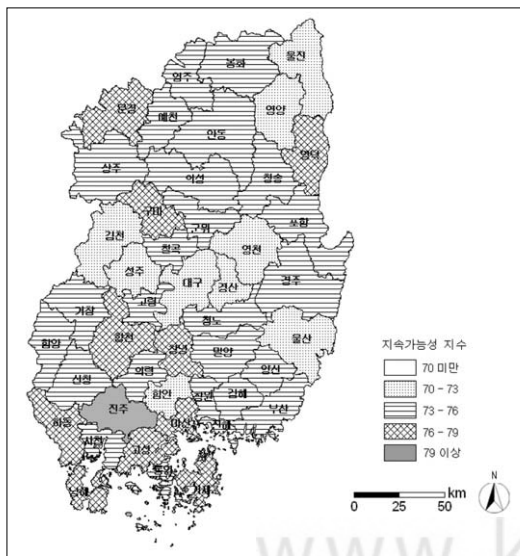 울진
봉화
영주
영양
문경
예천
안동
영덕
상주
의성
청송
구미
포항
군위
김천
칠곡
영천
성주
대구
경산
경주
고령
거창
청도
합천
창녕
울산
함양
밀양
의령
산청
양산
함안
창원
김해
진주
부산
하동
마산
진해
사천
고성
남해
거제
지속가능성 지수
70 미만
70 – 73
73 – 76
76 – 79
79 이상
N
km
0 25 50